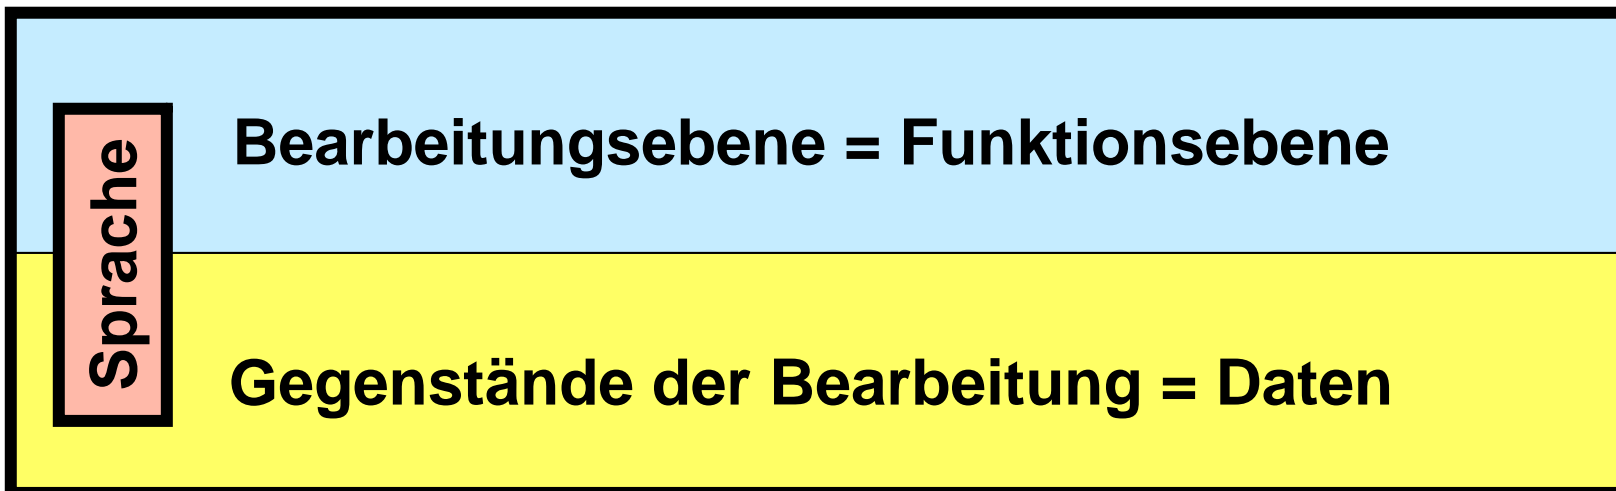 Sprache
Bearbeitungsebene = Funktionsebene
Gegenstände der Bearbeitung = Daten